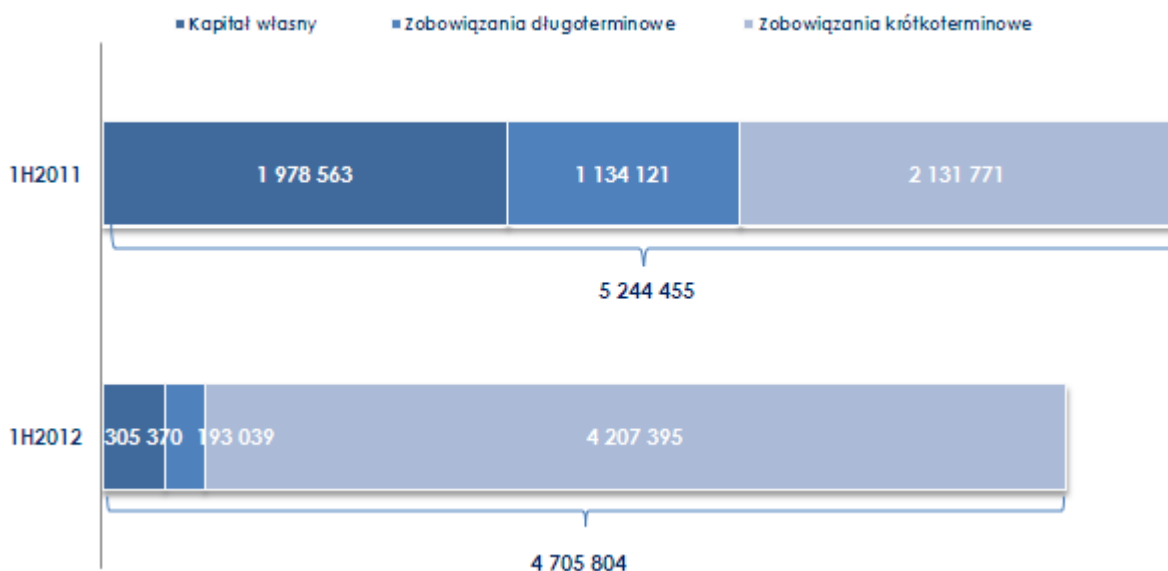 Kapitał własny Zobowiązania długoterminowe Zobowiązania krótkoterminowe
1H2011 1 978 563 1 134 121 2 131 771
5 244 455
1H2012 305 370 193 039 4 207 395
4 705 804